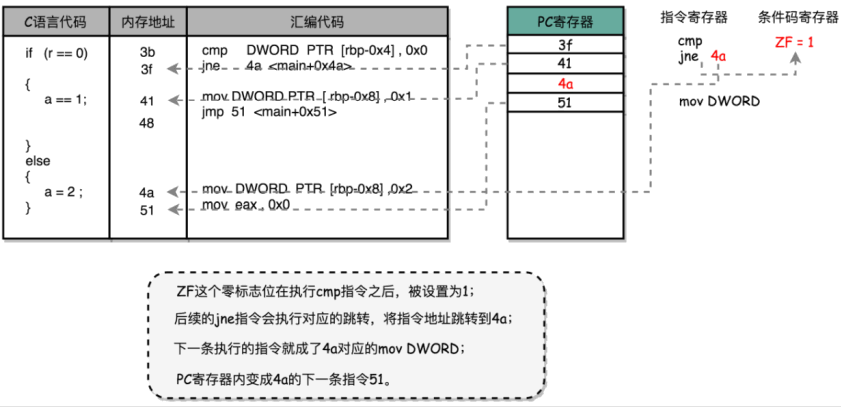 C语言代码 内存地址 汇编代码 PC寄存器 指令寄存器 条件码寄存器
if (r == 0) 3b cmp DWORD PTR [rbp-0x4] , 0x0 3f cmp ZF = 1
3f jne 4a <main+0x4a> 41 jne 4a
{ 4a
a == 1; 41 mov DWORD PTR [rbp-0x8] , 0x1 51 mov DWORD
48 jmp 51 <main+0x51>
}
else
{
a = 2 ; 4a mov DWORD PTR [rbp-0x8] ,0x2
} 51 mov eax , 0x0
ZF这个零标志位在执行cmp指令之后，被设置为1；
后续的jne指令会执行对应的跳转，将指令地址跳转到4a；
下一条执行的指令就成了4a对应的mov DWORD；
PC寄存器内变成4a的下一条指令51。